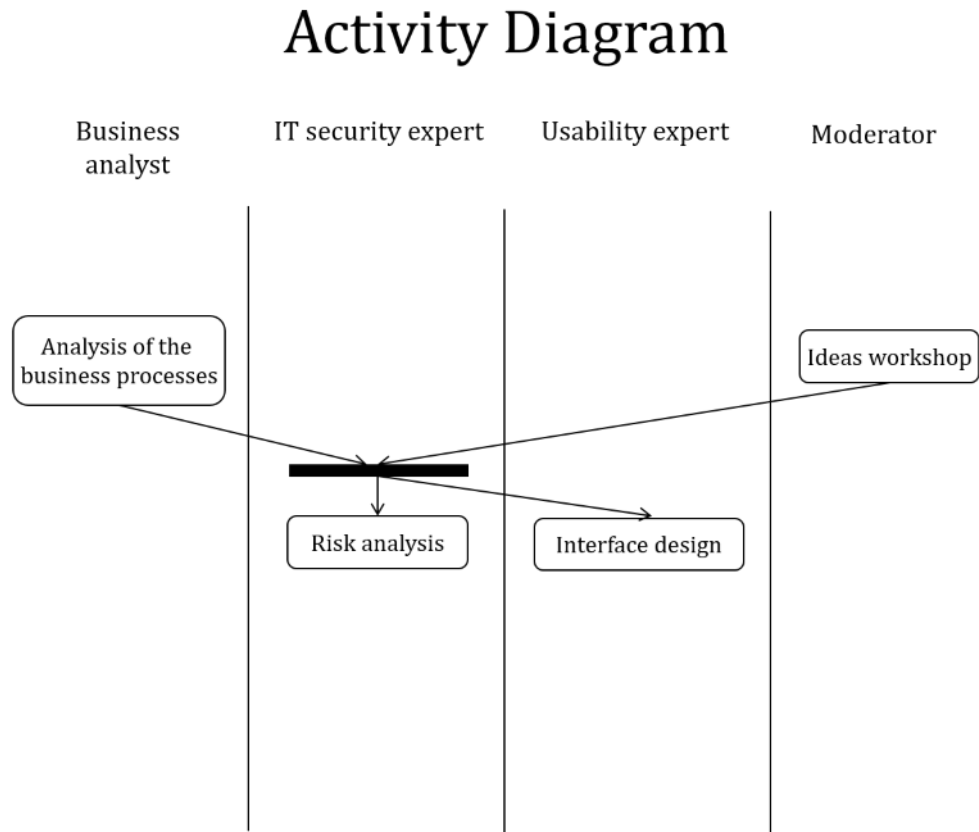 Activity Diagram
Business
analyst
IT security expert
Usability expert
Moderator
Analysis of the
business processes
Ideas workshop
Risk analysis
Interface design